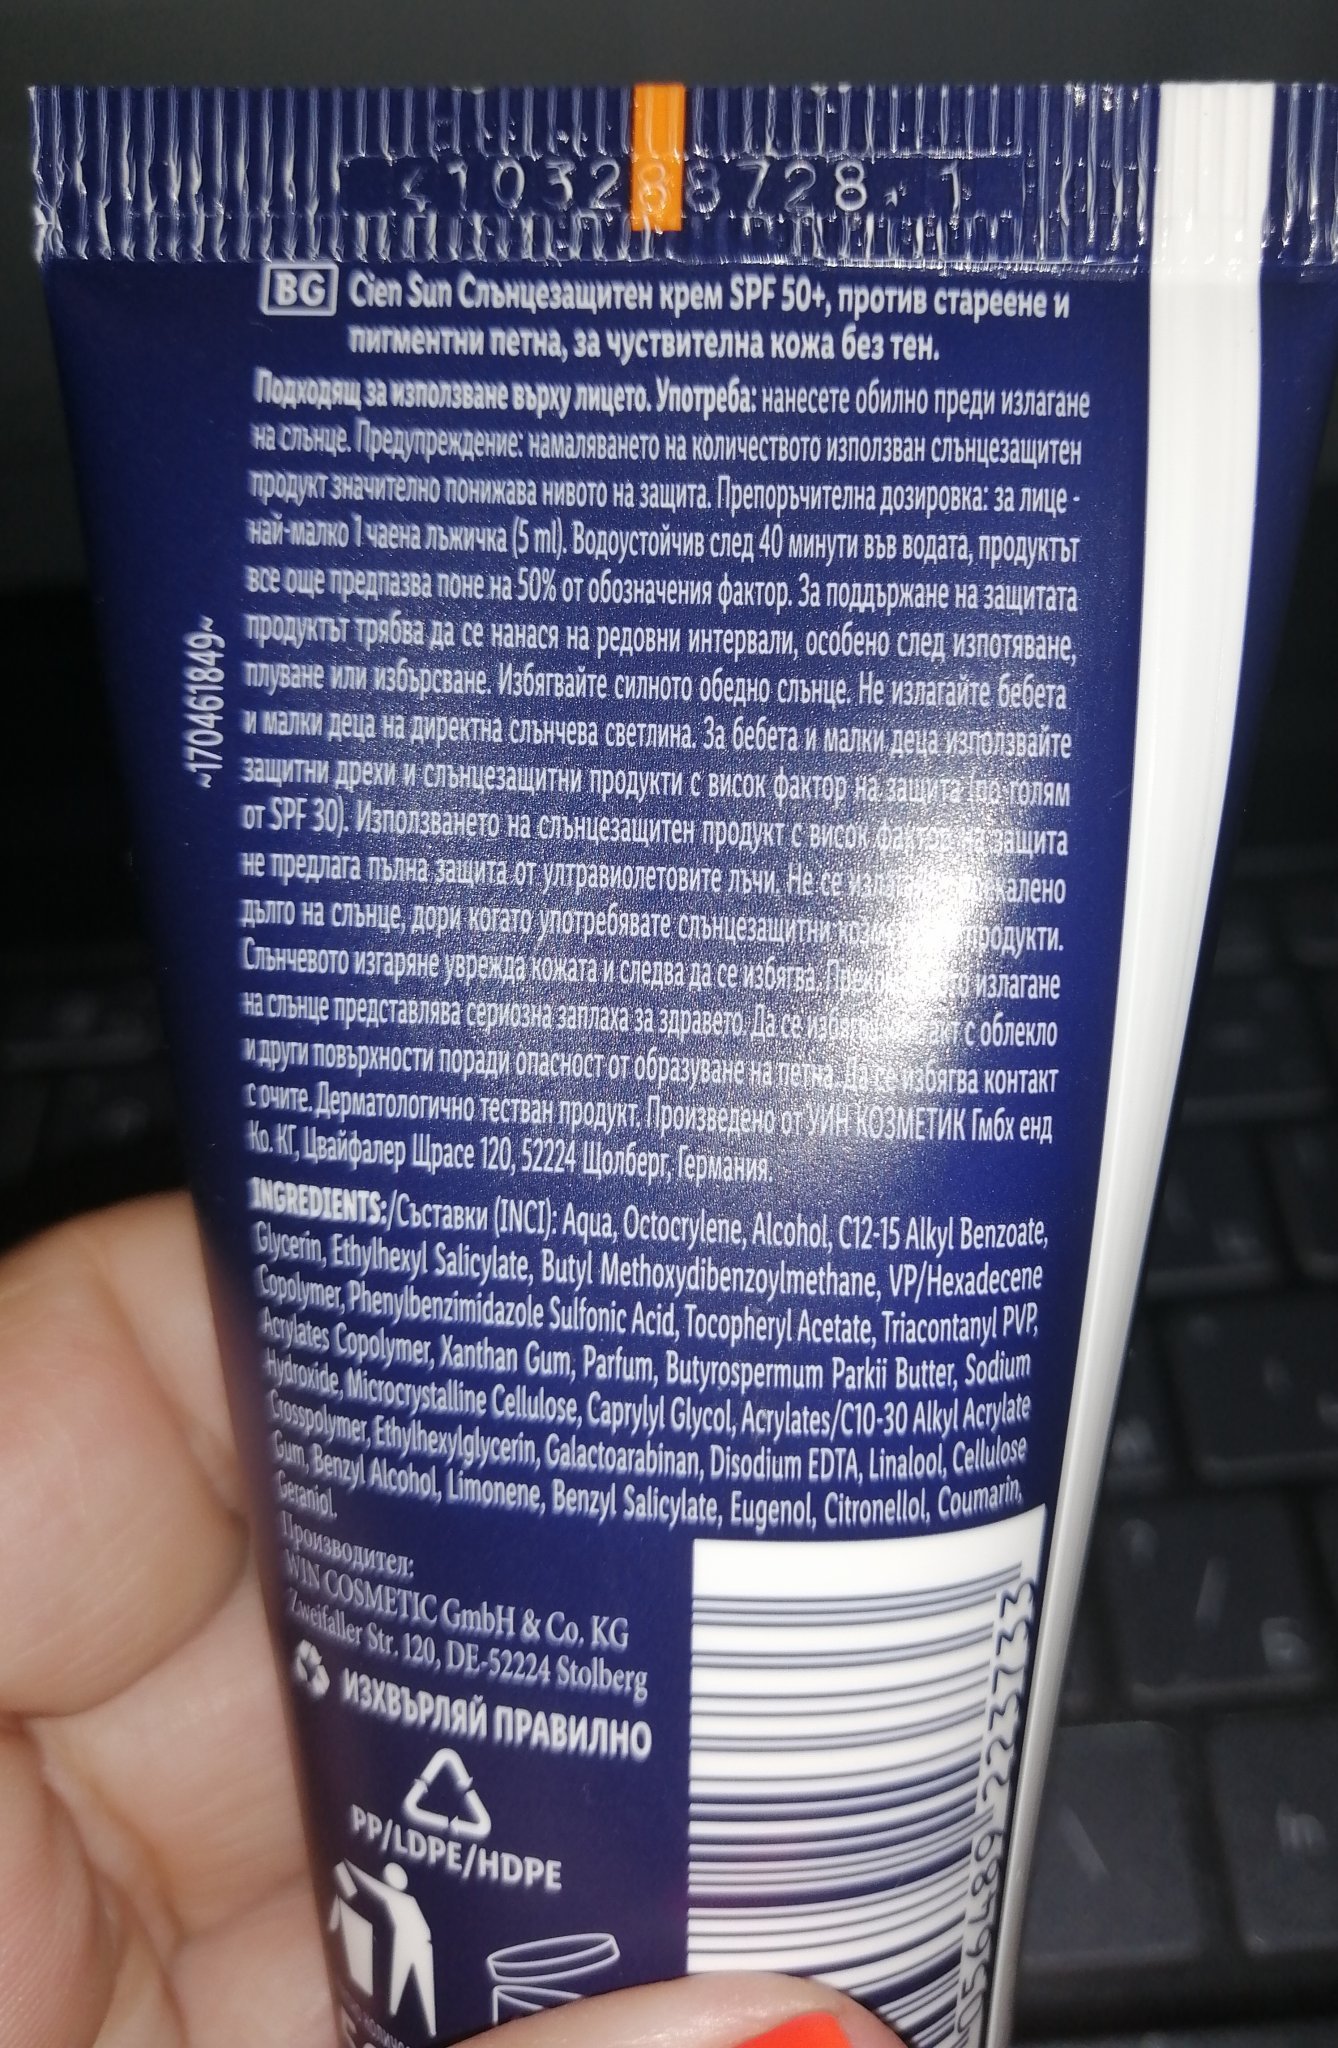 4103288728. 1
BG Cien Sun Слънцезащитен крем SPF 50+, против стареене и
пигментни петна, за чуствителна кожа без тен.
Подходящ за използване върху лицето. Употреба: нанесете обилно преди излагане
на слънце. Предупреждение: намаляването на количеството използван слънцезащитен
продукт значително понижава нивото на защита. Препоръчителна дозировка: за лице -
най-малко 1 чаена лъжичка (5 ml). Водоустойчив след 40 минути във водата, продуктът
все още предпазва поне на 50% от обозначения фактор. За поддържане на защитата
продуктът трябва да се нанася на редовни интервали, особено след изпотяване,
плуване или избърсване. Избягвайте силното обедно слънце. Не излагайте бебета
и малки деца на директна слънчева светлина. За бебета и малки деца използвайте
защитни дрехи и слънцезащитни продукти с висок фактор на защита (по-голям
от SPF 30). Използването на слънцезащитен продукт с висок фактор на защита
не предлага пълна защита от ултравиолетовите лъчи. Не се
дълго на слънце, дори когато употребявате слънцезащитни продукти.
Слънчевото изгаряне уврежда кожата и следва да се избягва. излагане
на слънце представлява сериозна заплаха за здравето. Да се с облекло
и други повърхности поради опасност от образуване на петна. Да се избягва контакт
с очите. Дерматологично тестван продукт. Произведено от УИН КОЗМЕТИК Гмбх енд
Ко. КГ, Цвайфалер Щрасе 120, 52224 Щолберг, Германия.
~170461849~
INGREDIENTS:/Съставки (INCI): Aqua, Octocrylene, Alcohol, C12-15 Alkyl Benzoate,
Glycerin, Ethylhexyl Salicylate, Butyl Methoxydibenzoylmethane, VP/Hexadecene
Copolymer, Phenylbenzimidazole Sulfonic Acid, Tocopheryl Acetate, Triacontanyl PVP,
Acrylates Copolymer, Xanthan Gum, Parfum, Butyrospermum Parkii Butter, Sodium
Hydroxide, Microcrystalline Cellulose, Caprylyl Glycol, Acrylates/C10-30 Alkyl Acrylate
Crosspolymer, Ethylhexylglycerin, Galactoarabinan, Disodium EDTA, Linalool, Cellulose
Gum, Benzyl Alcohol, Limonene, Benzyl Salicylate, Eugenol, Citronellol, Coumarin,
Geraniol.
Производител:
WIN COSMETIC GmbH & Co. KG
Zweifaller Str. 120, DE-52224 Stolberg
ИЗХВЪРЛЯЙ ПРАВИЛНО
PP/LDPE/HDPE
056489 223733